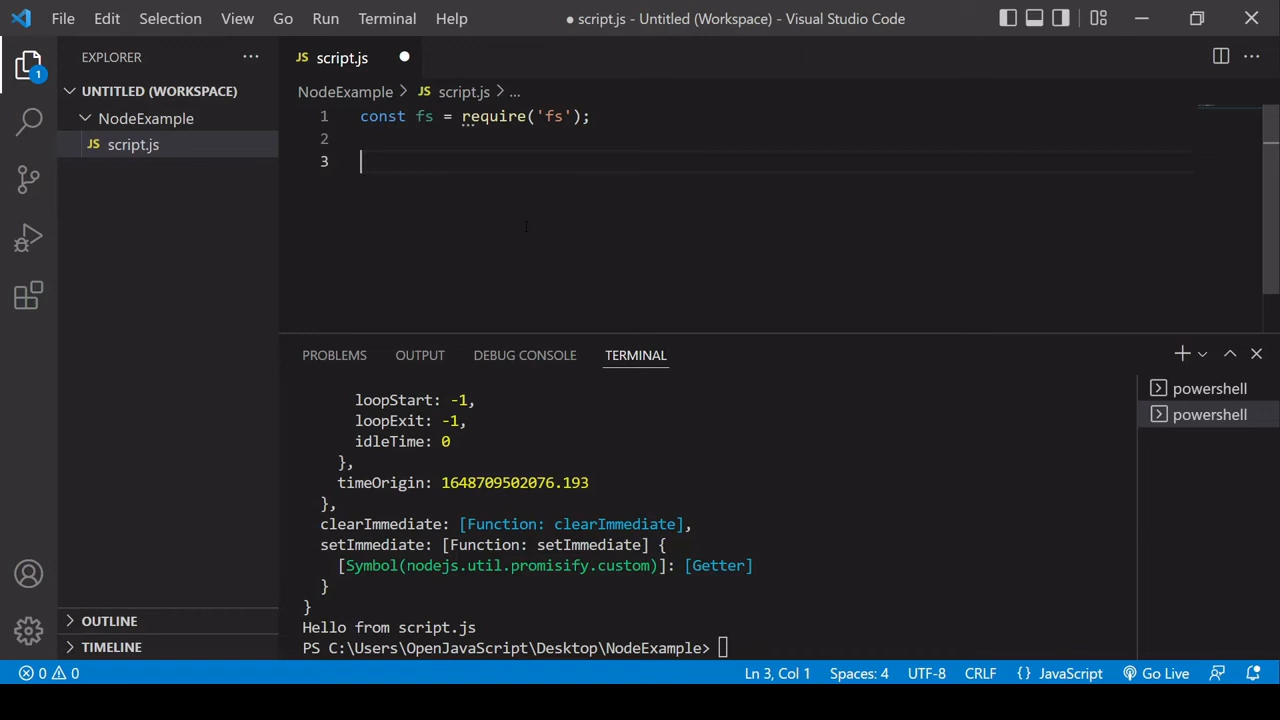 File Edit Selection View Go Run Terminal Help
● script.js - Untitled (Workspace) - Visual Studio Code
EXPLORER ...
1
UNTITLED (WORKSPACE)
NodeExample
JS script.js
OUTLINE
TIMELINE
JS script.js ●
NodeExample > JS script.js > ...
1 const fs = require('fs');
2
3
PROBLEMS OUTPUT DEBUG CONSOLE TERMINAL
loopStart: -1,
loopExit: -1,
idleTime: 0
},
timeOrigin: 1648709502076.193
},
clearImmediate: [Function: clearImmediate],
setImmediate: [Function: setImmediate] {
[Symbol(nodejs.util.promisify.custom)]: [Getter]
}
}
Hello from script.js
PS C:\Users\OpenJavaScript\Desktop\NodeExample>
powershell
powershell
0 0
Ln 3, Col 1 Spaces: 4 UTF-8 CRLF {} JavaScript Go Live